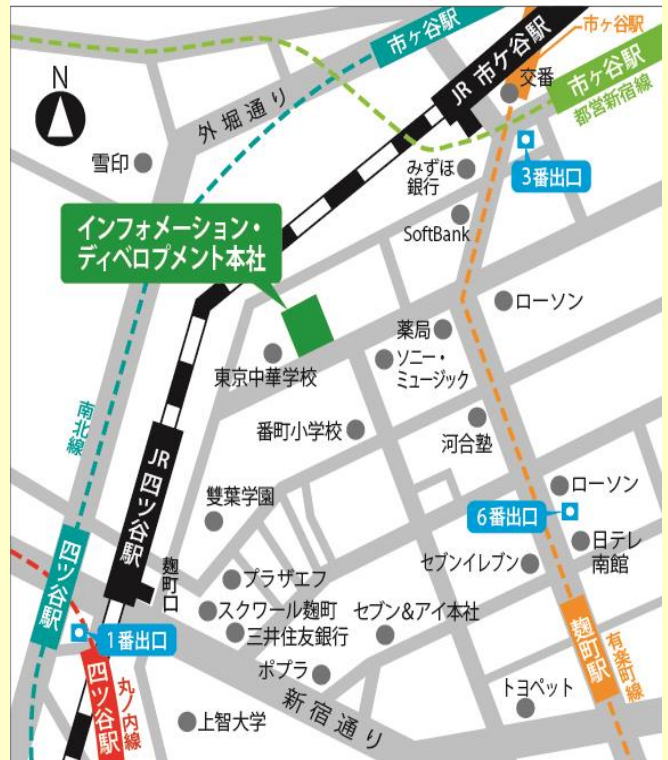 市ヶ谷駅
市ヶ谷駅
JR 市ケ谷駅
交番
市ヶ谷駅
都営新宿線
N
外堀通り
雪印
みずほ
銀行
3番出口
SoftBank
インフォメーション・
ディベロプメント本社
ローソン
薬局
ソニー・
ミュージック
東京中華学校
番町小学校
河合塾
南北線
JR 四ツ谷駅
雙葉学園
ローソン
6番出口
日テレ
南館
セブンイレブン
四ツ谷駅
麹町口
プラザエフ
スクワール麹町
セブン&アイ本社
三井住友銀行
1番出口
麹町駅
有楽町線
ポプラ
四ツ谷駅
丸ノ内線
新宿通り
トヨペット
上智大学